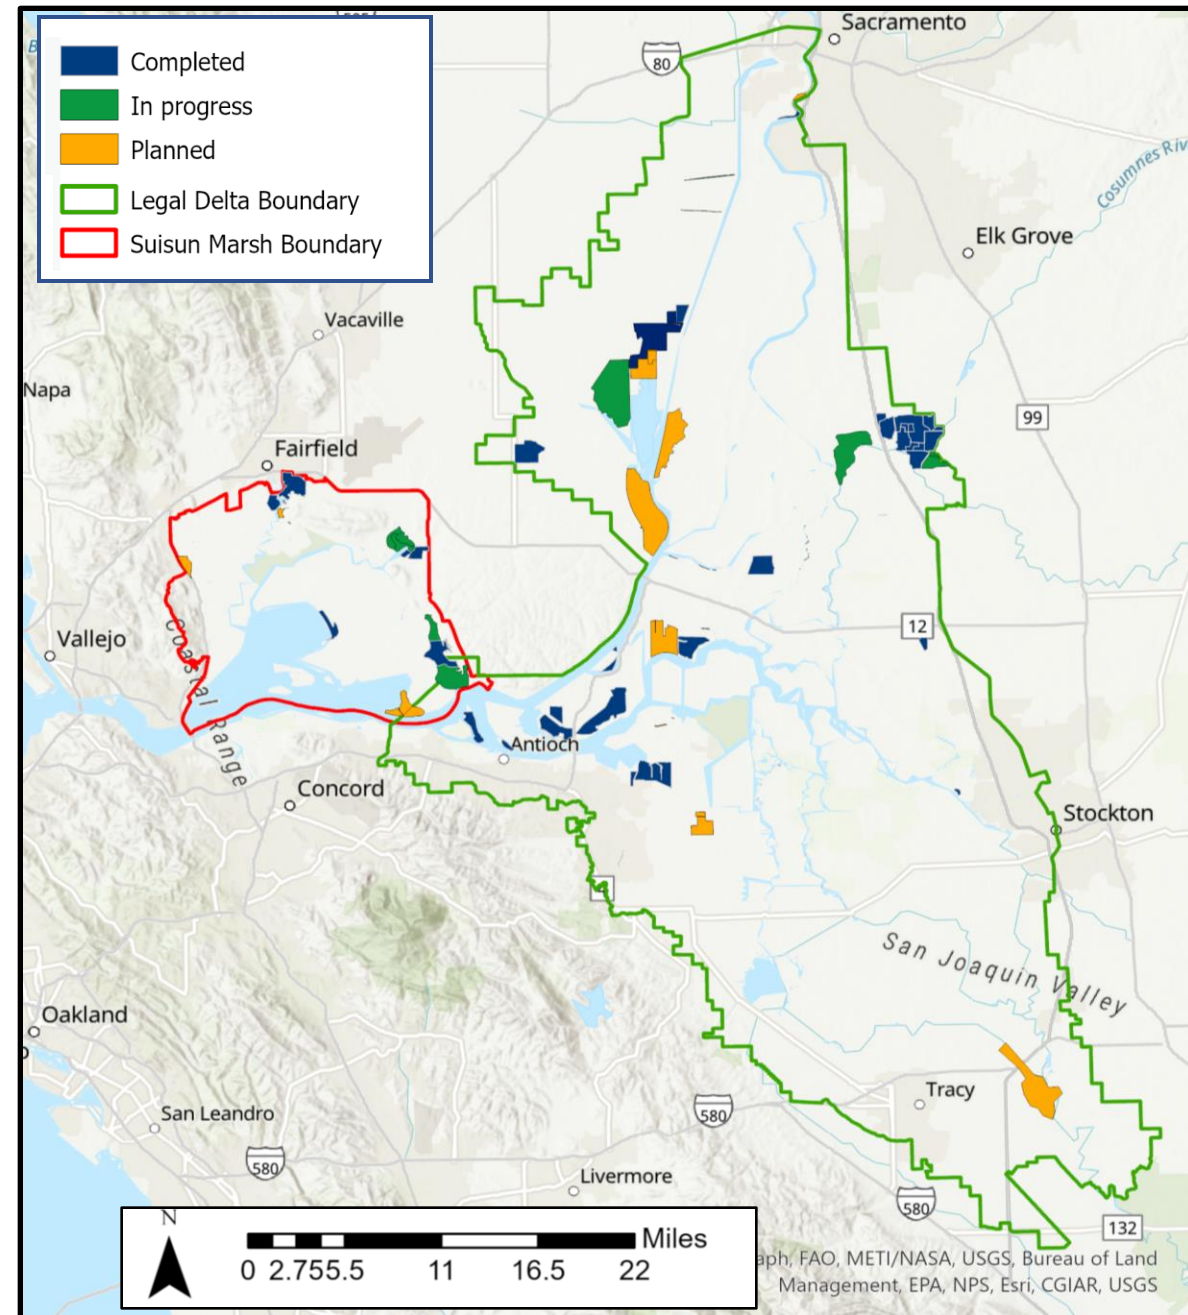 Completed
In progress
Planned
Legal Delta Boundary
Suisun Marsh Boundary
Sacramento
80
Cosumnes Riv
Elk Grove
Vacaville
Napa
99
Fairfield
12
Vallejo
Coastal Range
Antioch
Concord
Stockton
San Joaquin Valley
Oakland
Tracy
580
San Leandro
580
Livermore
580
132
N
Miles
0 2.755.5 11 16.5 22
aph, FAO, METI/NASA, USGS, Bureau of Land
Management, EPA, NPS, Esri, CGIAR, USGS